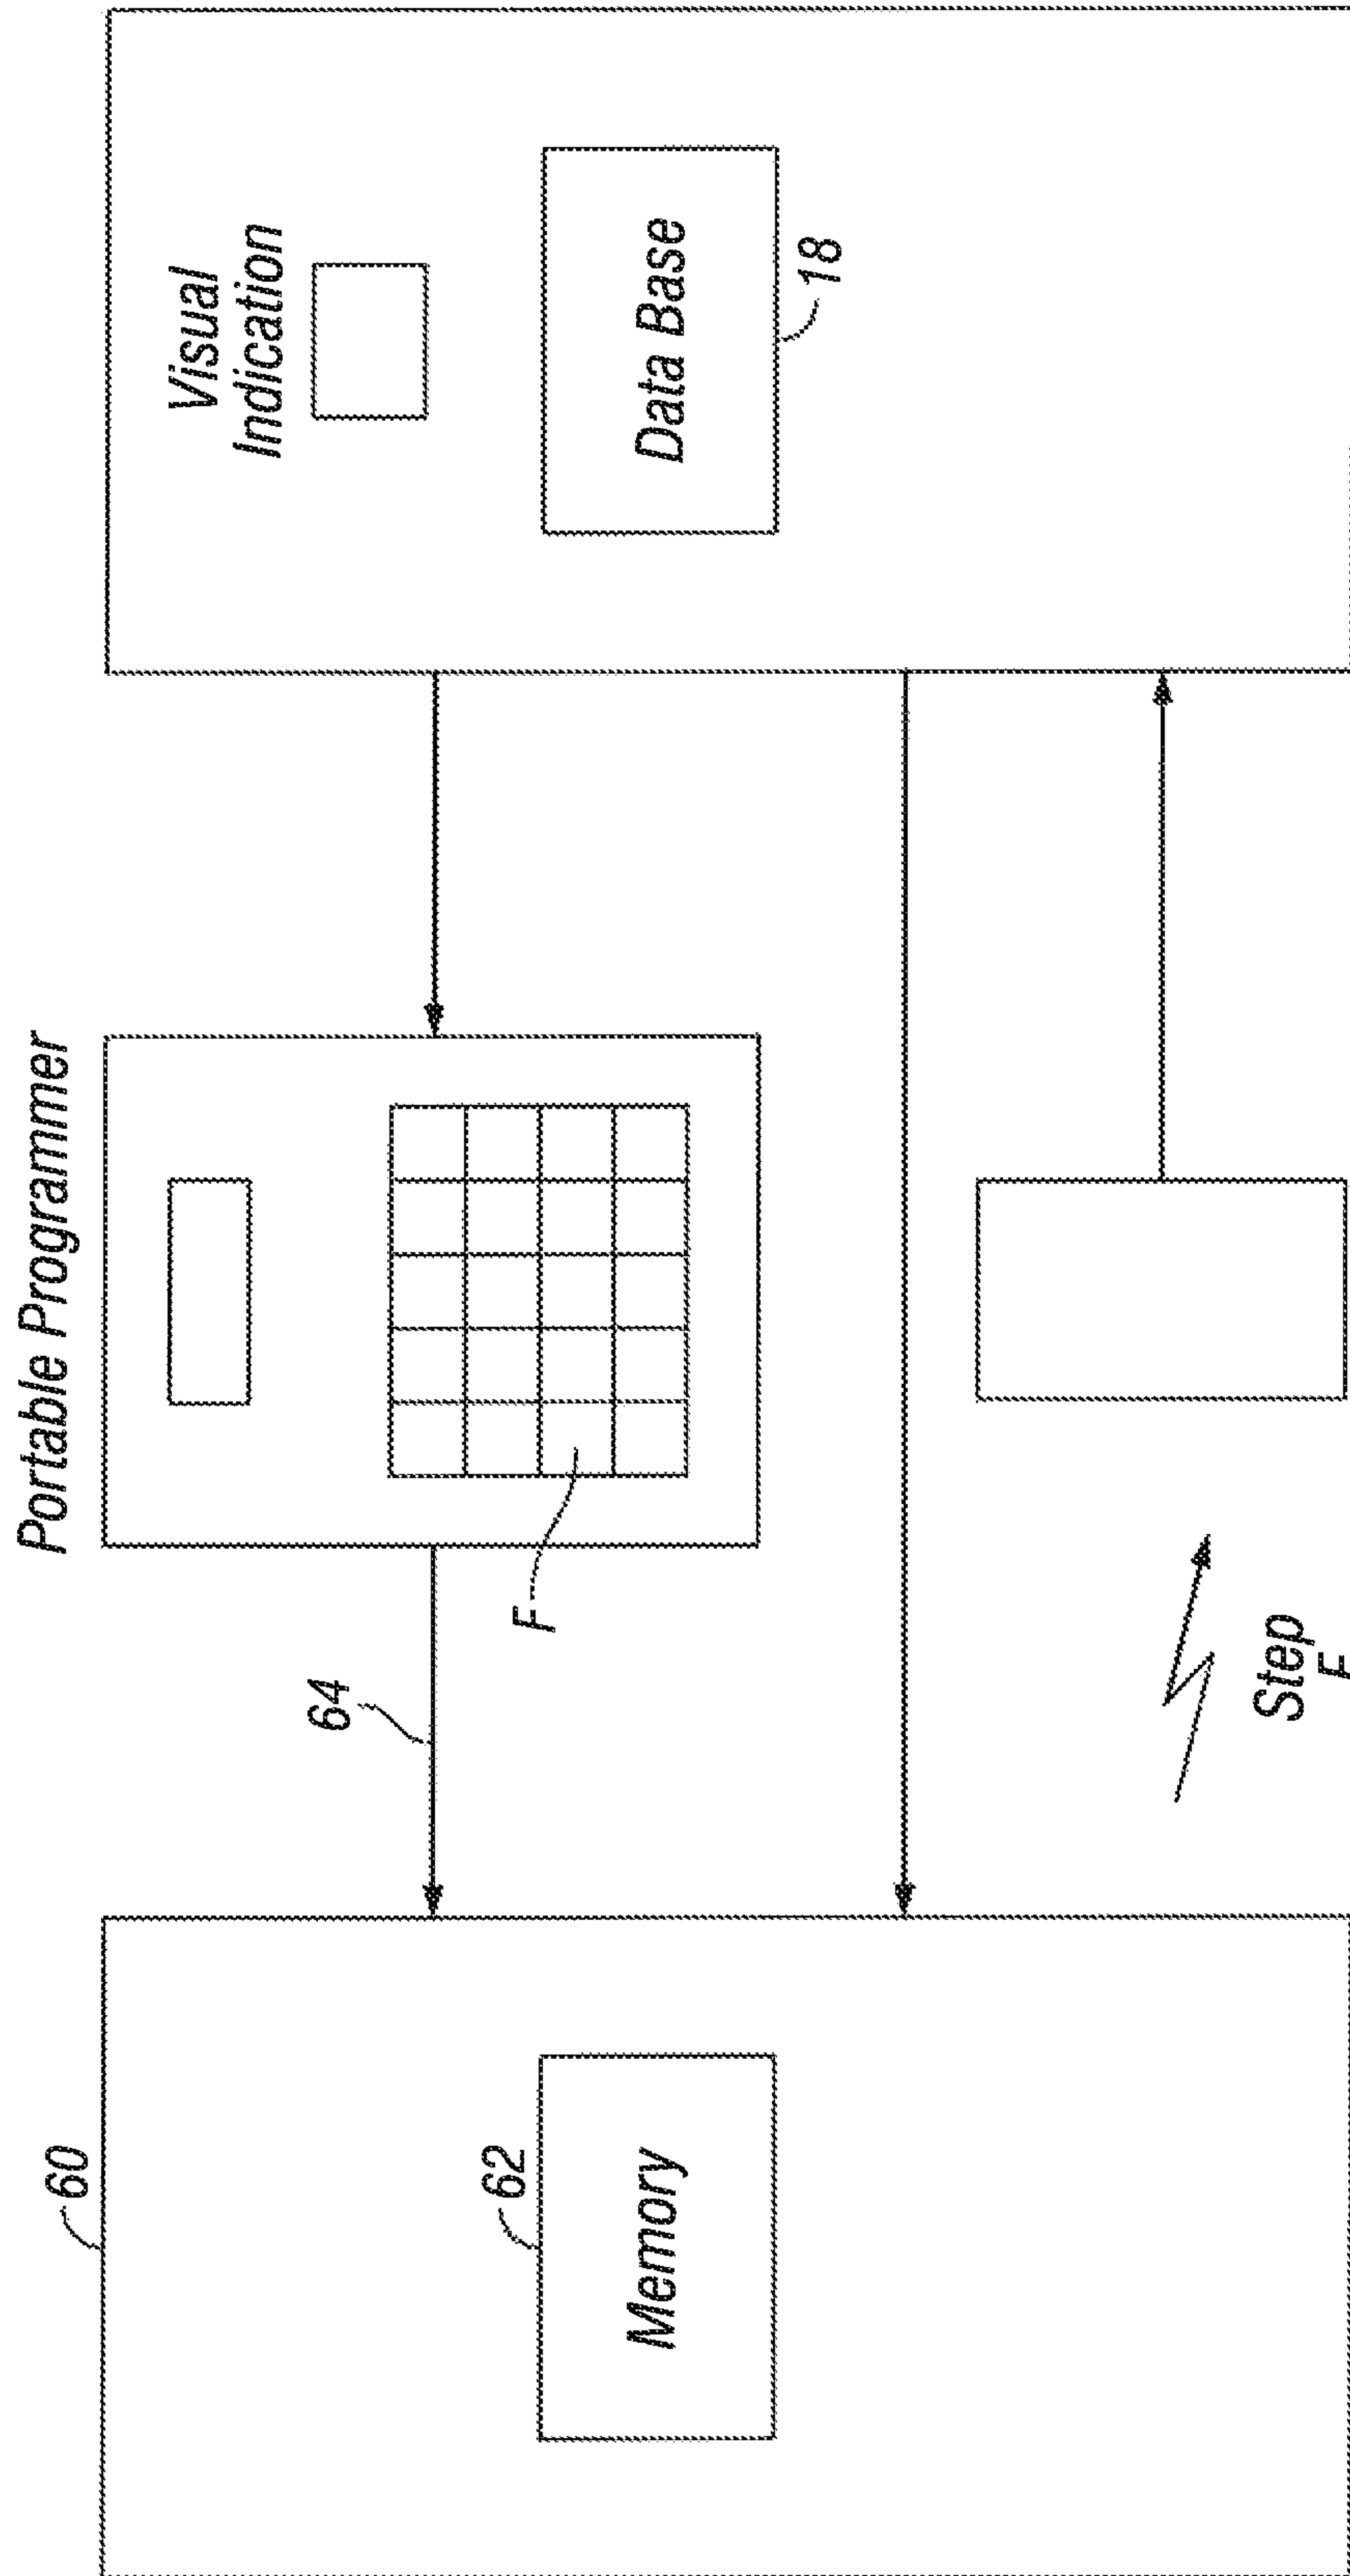 Portable Programmer
60
62
Memory
64
F
Visual
Indication
Data Base
18
Step